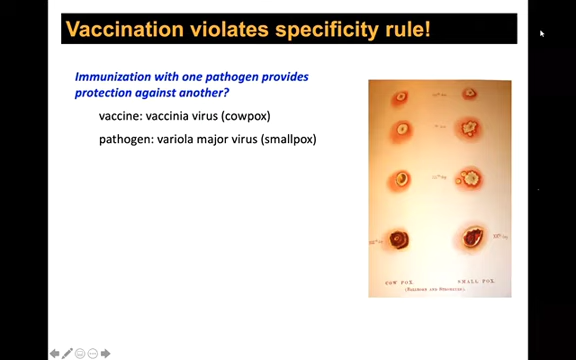 Vaccination violates specificity rule!
Immunization with one pathogen provides
protection against another?
vaccine: vaccinia virus (cowpox)
pathogen: variola major virus (smallpox)
COW POX
SMALL POX